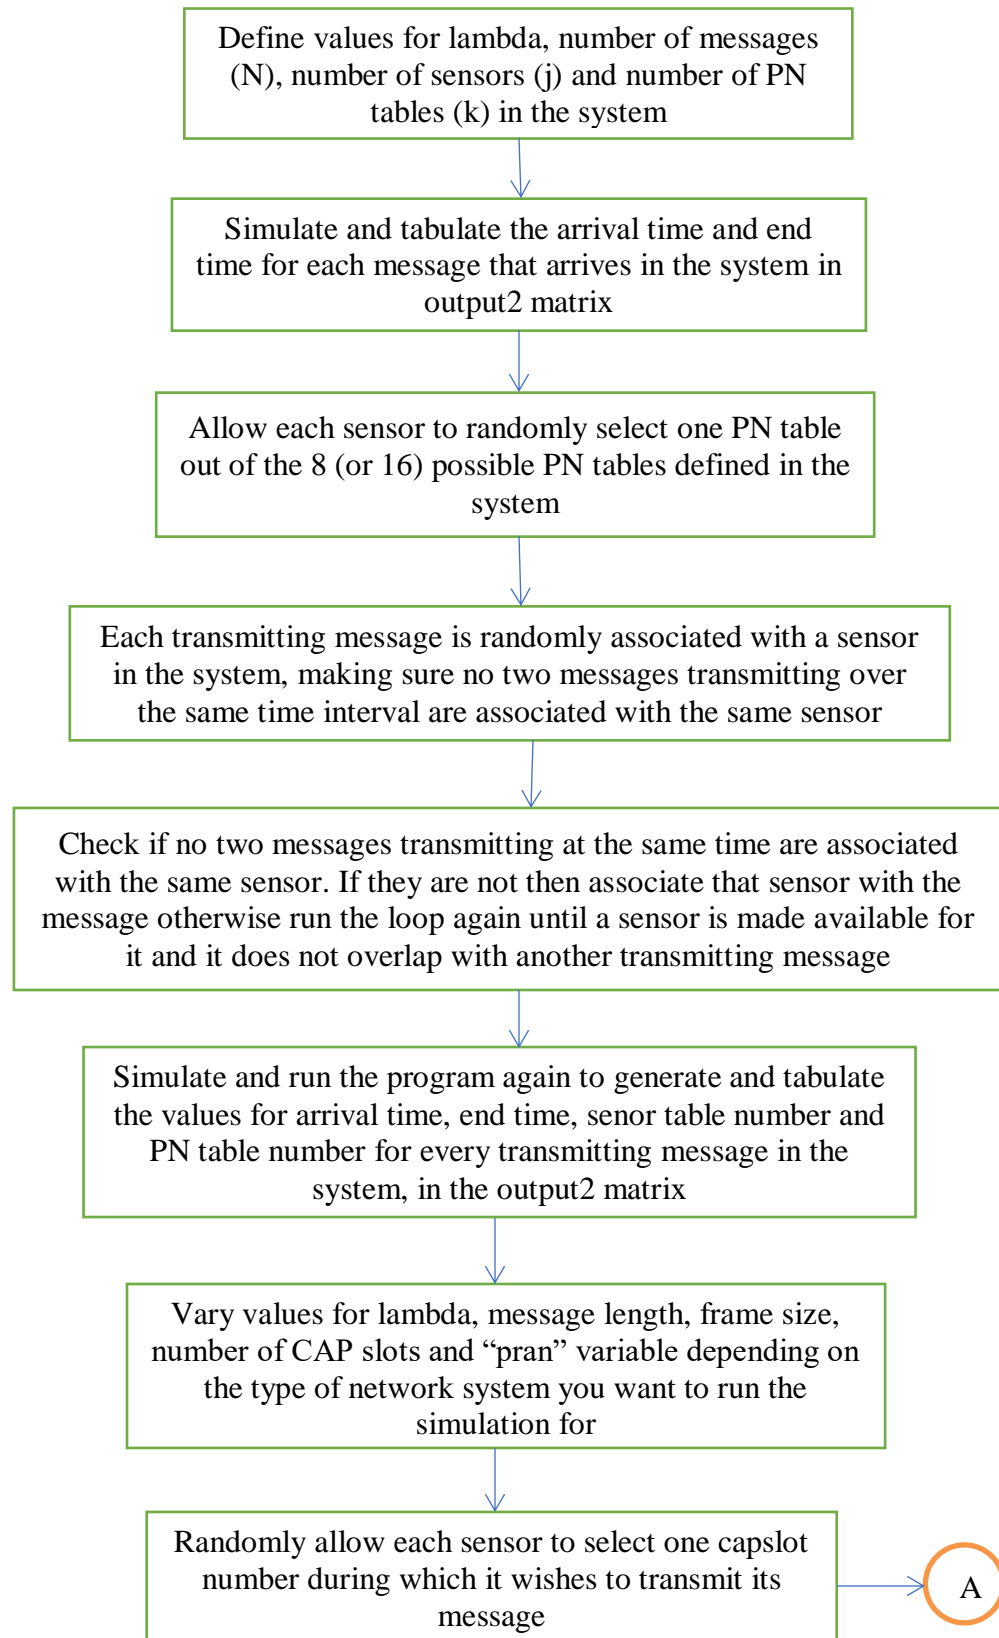 Define values for lambda, number of messages
(N), number of sensors (j) and number of PN
tables (k) in the system
Simulate and tabulate the arrival time and end
time for each message that arrives in the system in
output2 matrix
Allow each sensor to randomly select one PN table
out of the 8 (or 16) possible PN tables defined in the
system
Each transmitting message is randomly associated with a sensor
in the system, making sure no two messages transmitting over
the same time interval are associated with the same sensor
Check if no two messages transmitting at the same time are associated
with the same sensor. If they are not then associate that sensor with the
message otherwise run the loop again until a sensor is made available for
it and it does not overlap with another transmitting message
Simulate and run the program again to generate and tabulate
the values for arrival time, end time, senor table number and
PN table number for every transmitting message in the
system, in the output2 matrix
Vary values for lambda, message length, frame size,
number of CAP slots and “pran” variable depending on
the type of network system you want to run the
simulation for
Randomly allow each sensor to select one capslot
number during which it wishes to transmit its
message
A